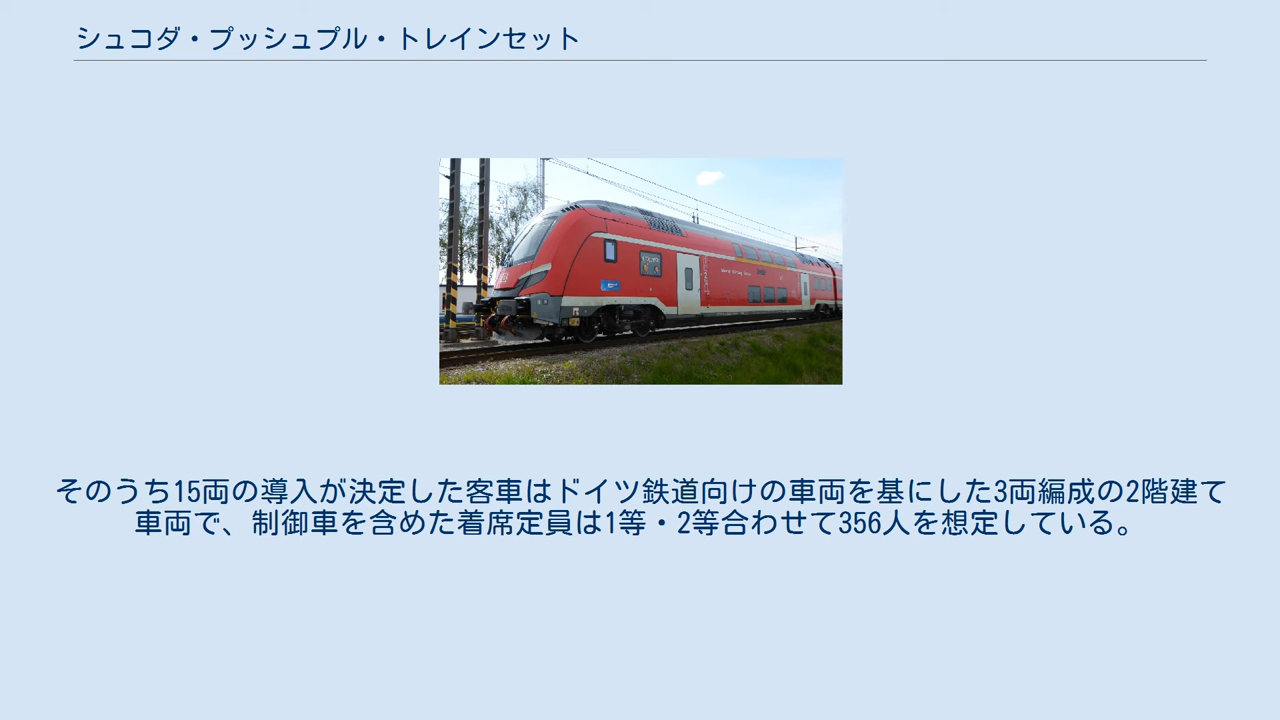 シュコダ・プッシュプル・トレインセット
そのうち15両の導入が決定した客車はドイツ鉄道向けの車両を基にした3両編成の2階建て
車両で、制御車を含めた着席定員は1等・2等合わせて356人を想定している。